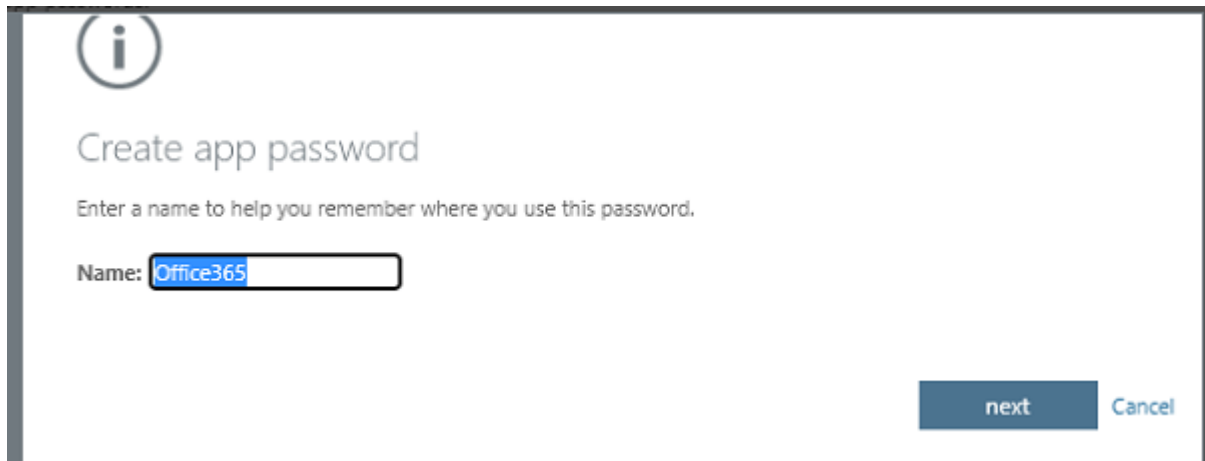 Create app password
Enter a name to help you remember where you use this password.
Name: Office365
next Cancel